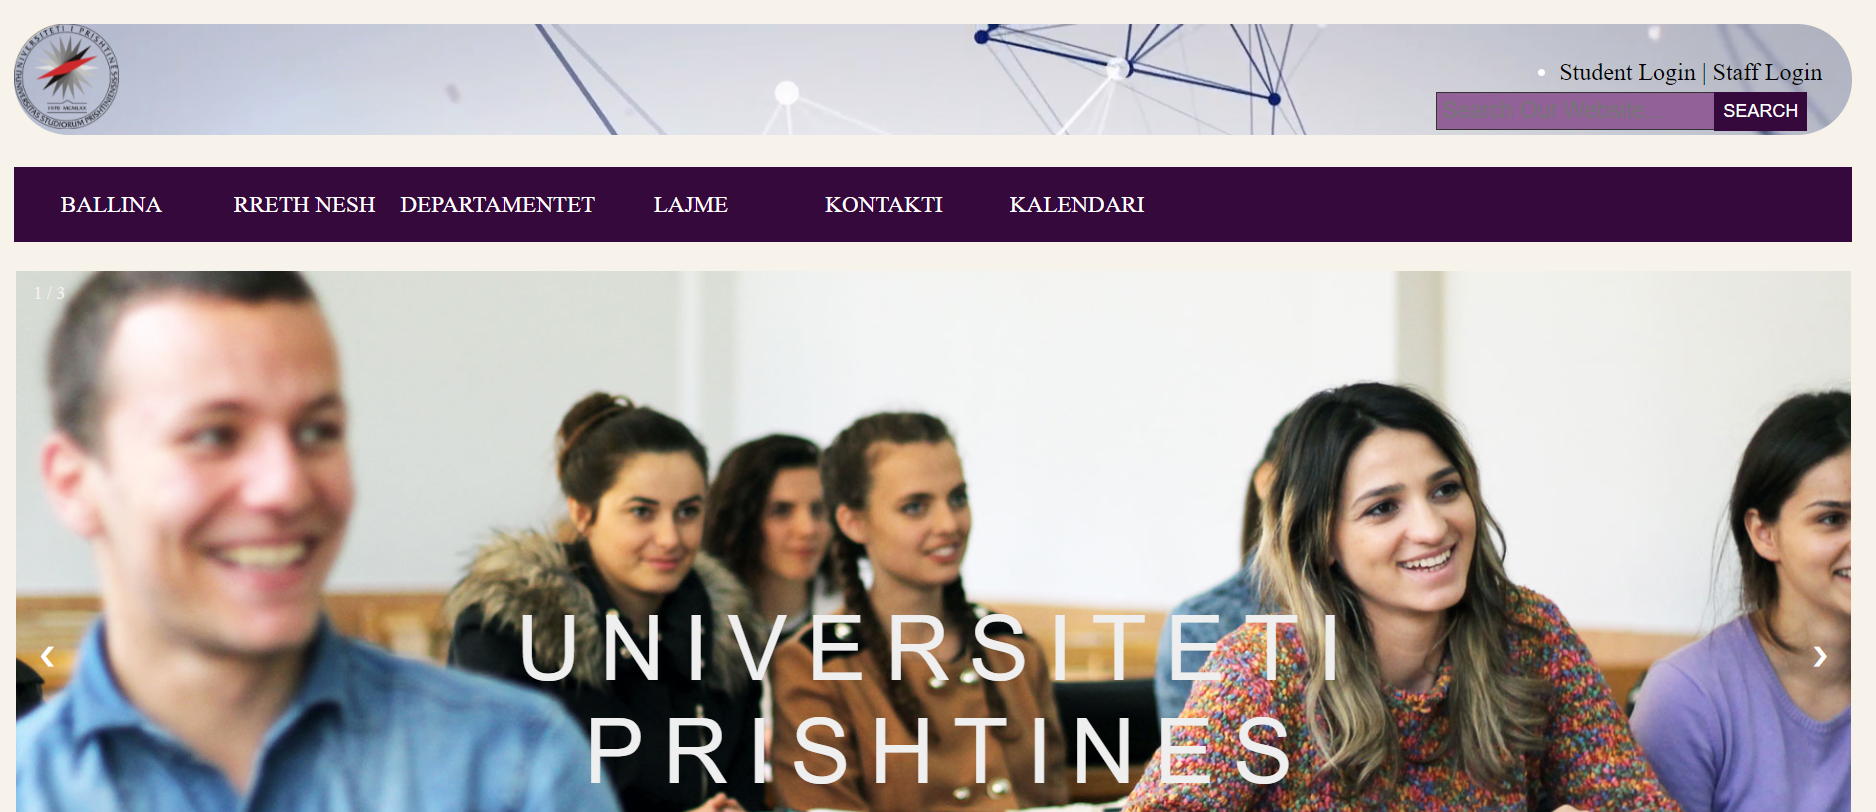 UNIVERSITETI I PRISHTINËS
1970 MCMLXX
UNIVERSITAS STUDIORUM PRISHTINIENSIS
Student Login | Staff Login
Search Our Website...
SEARCH
BALLINA RRETH NESH DEPARTAMENTET LAJME KONTAKTI KALENDARI
1 / 3
UNIVERSITETI
PRISHTINES